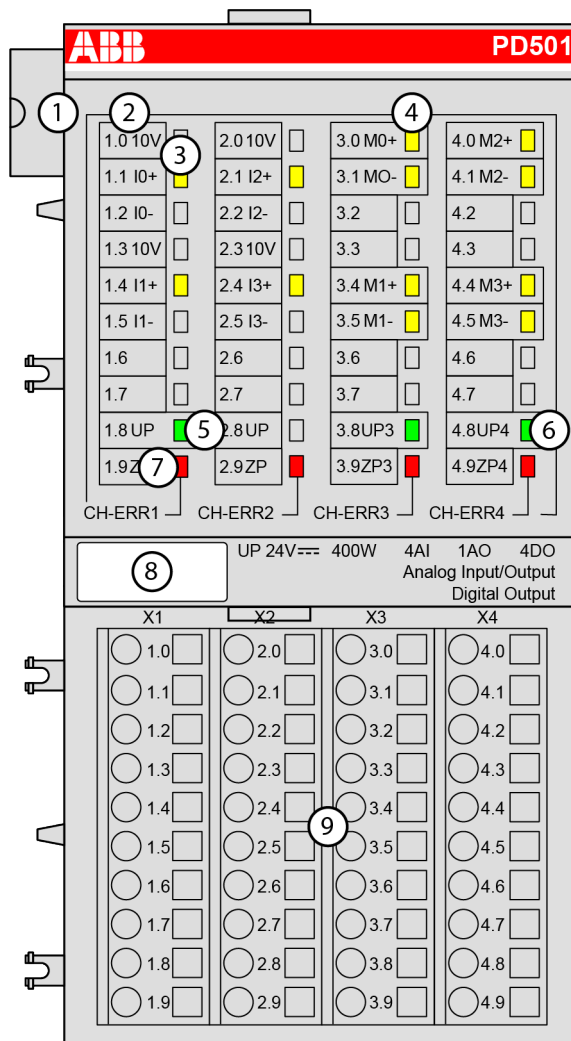 ABB PD501
1 2 4
1.0 10V 2.0 10V 3.0 M0+ 4.0 M2+
3
1.1 I0+ 2.1 I2+ 3.1 MO- 4.1 M2-
1.2 I0- 2.2 I2- 3.2 4.2
1.3 10V 2.3 10V 3.3 4.3
1.4 I1+ 2.4 I3+ 3.4 M1+ 4.4 M3+
1.5 I1- 2.5 I3- 3.5 M1- 4.5 M3-
1.6 2.6 3.6 4.6
1.7 2.7 3.7 4.7
1.8 UP 5 2.8 UP 3.8 UP3 4.8 UP4 6
1.9 7 2.9 ZP 3.9 ZP3 4.9 ZP4
CH-ERR1 CH-ERR2 CH-ERR3 CH-ERR4
8 UP 24V 400W 4AI 1AO 4DO
Analog Input/Output
Digital Output
X1 X2 X3 X4
1.0 2.0 3.0 4.0
1.1 2.1 3.1 4.1
1.2 2.2 3.2 4.2
1.3 2.3 3.3 4.3
1.4 2.4 3.4 4.4
9
1.5 2.5 3.5 4.5
1.6 2.6 3.6 4.6
1.7 2.7 3.7 4.7
1.8 2.8 3.8 4.8
1.9 2.9 3.9 4.9